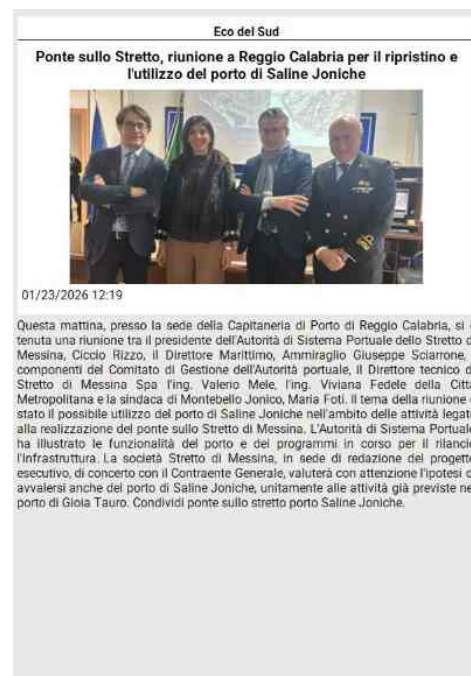 Eco del Sud
Ponte sullo Stretto, riunione a Reggio Calabria per il ripristino e
l'utilizzo del porto di Saline Joniche
01/23/2026 12:19
Questa mattina, presso la sede della Capitaneria di Porto di Reggio Calabria, si
tenuta una riunione tra il presidente dell'Autorità di Sistema Portuale dello Stretto
Messina, Ciccio Rizzo, il Direttore Marittimo, Ammiraglio Giuseppe Sciarrone,
componenti del Comitato di Gestione dell'Autorità portuale, il Direttore tecnico
Stretto di Messina Spa l'ing. Valerio Mele, l'ing. Viviana Fedele della
Metropolitana e la sindaca di Montebello Jonico, Maria Foti. Il tema della riunione
stato il possibile utilizzo del porto di Saline Joniche nell'ambito delle attività
alla realizzazione del ponte sullo Stretto di Messina. L'Autorità di Sistema Portuale
ha illustrato le funzionalità del porto e dei programmi in corso per il rilancio
l'infrastruttura. La società Stretto di Messina, in sede di redazione del progetto
esecutivo, di concerto con il Contraente Generale, valuterà con attenzione l'ipotesi
avvalersi anche del porto di Saline Joniche, unitamente alle attività già previste
porto di Gioia Tauro. Condividi ponte sullo stretto porto Saline Joniche.